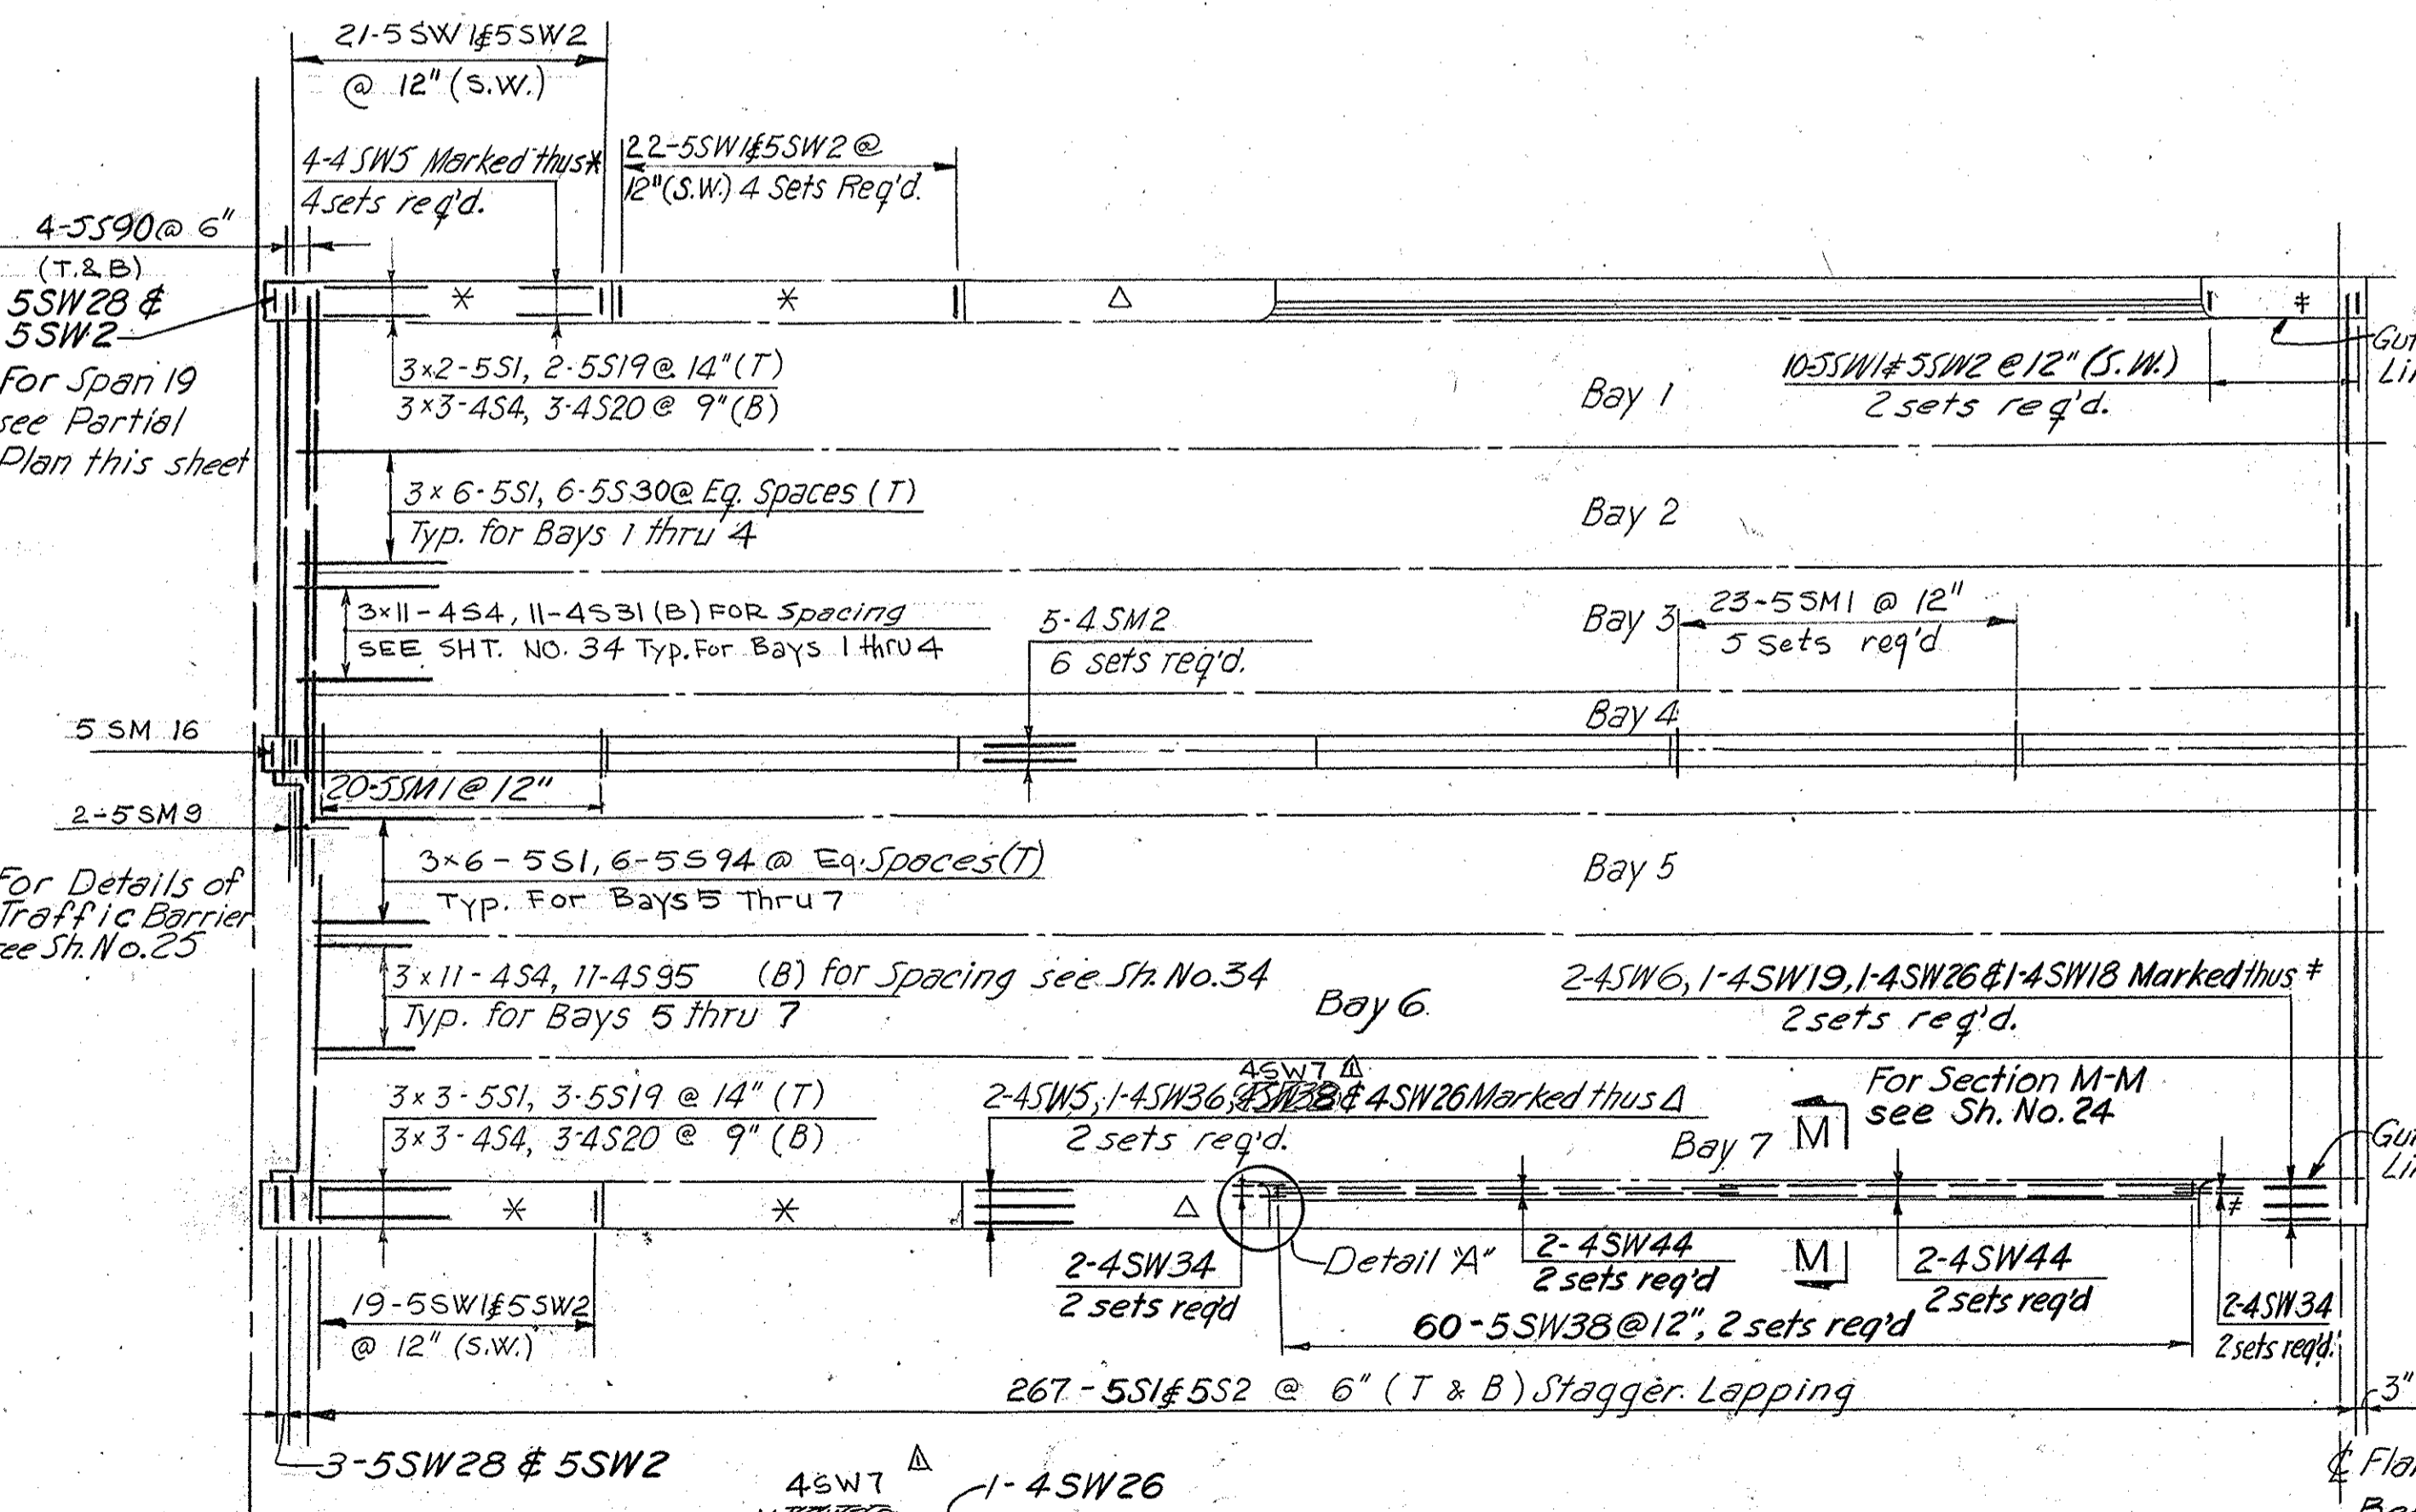 21-5SW1&5SW2
@ 12" (S.W.)
4-4SW5 Marked thus*
4 sets req'd.
22-5SW1&5SW2 @
12"(S.W.) 4 Sets Req'd.
4-5S90@ 6"
(T.&B)
5SW28 &
5SW2
For Span 19
see Partial
Plan this sheet
*
*
△
‡
3×2-5S1, 2-5S19@ 14"(T)
3×3-4S4, 3-4S20@ 9"(B)
Bay 1
10-5SW1&5SW2@12"(S.W.)
2 sets req'd.
3×6-5S1, 6-5S30@ Eq. Spaces (T)
Typ. for Bays 1 thru 4
Bay 2
3×11-4S4, 11-4S31(B) FOR Spacing
SEE SHT. NO. 34 Typ. For Bays 1 thru 4
5-4SM2
6 sets req'd.
Bay 3
23-5SM1 @ 12"
5 sets req'd
5 SM 16
Bay 4
20-5SM1@12"
2-5SM9
3×6-5S1, 6-5S94 @ Eq. Spaces(T)
Typ. For Bays 5 Thru 7
Bay 5
For Details of
Traffic Barrier
see Sh. No. 25
3×11-4S4, 11-4S95 (B) for Spacing see Sh. No. 34
Typ. for Bays 5 thru 7
Bay 6
2-4SW6, 1-4SW19, 1-4SW26&1-4SW18 Marked thus ‡
2 sets req'd.
3×3-5S1, 3-5S19 @ 14" (T)
3×3-4S4, 3-4S20 @ 9" (B)
4SW7 △1
2-4SW5, 1-4SW36, & 4SW26 Marked thus △
2 sets req'd.
For Section M-M
see Sh. No. 24
Bay 7
M
*
*
△
‡
2-4SW34
2 sets req'd
Detail "A"
2-4SW44
2 sets req'd
M
2-4SW44
2 sets req'd
2-4SW34
2 sets req'd.
19-5SW1&5SW2
@ 12" (S.W.)
60-5SW38@12", 2 sets req'd
267-5S1&5S2 @ 6" (T & B) Stagger Lapping
3"
3-5SW28 & 5SW2
4SW7 △1
1-4SW26